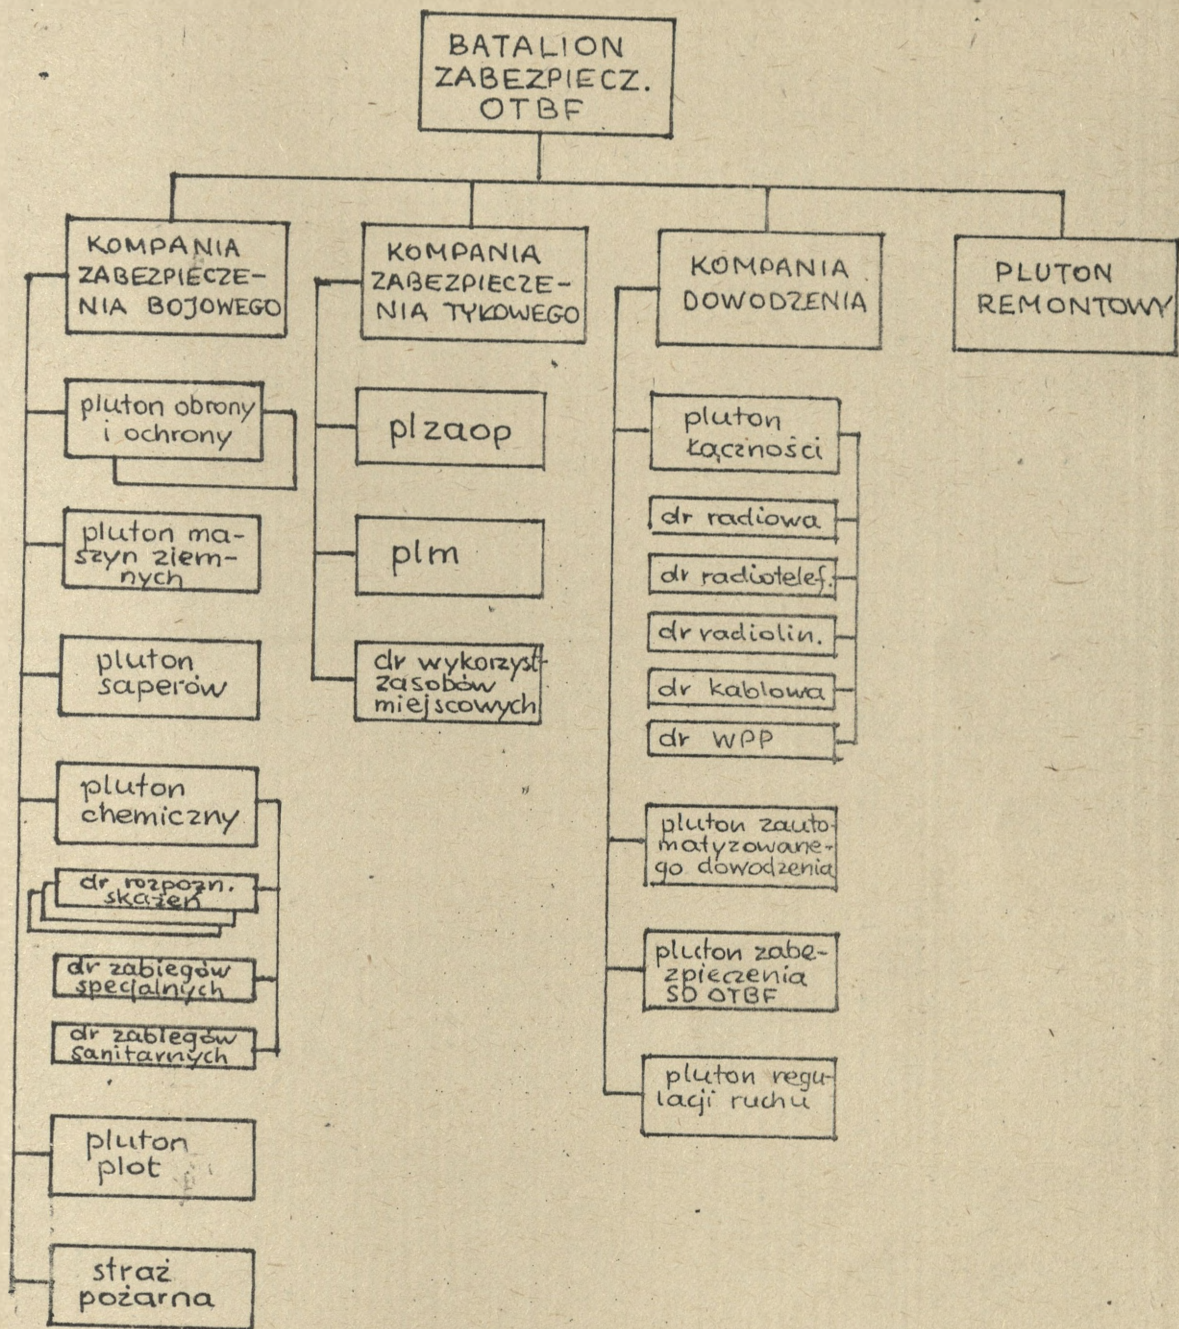 BATALION
ZABEZPIECZ.
OTBF
KOMPANIA
ZABEZPIECZE-
NIA BOJOWEGO
pluton obrony
i ochrony
pluton ma-
szyn ziem-
nych
pluton
saperów
pluton
chemiczny
dr rozpozn.
skażeń
dr zabiegów
specjalnych
dr zabiegów
sanitarnych
pluton
plot
straż
pożarna
KOMPANIA
ZABEZPIECZE-
NIA TYŁOWEGO
plzaop
plm
dr wykorzyst-
zasobów
miejscowych
KOMPANIA
DOWODZENIA
pluton
łączności
dr radiowa
dr radiotelef.
dr radiolin.
dr kablowa
dr WPP
pluton zauto-
matyzowane-
go dowodzenia
pluton zabe-
zpieczenia
SD OTBF
pluton regu-
lacji ruchu
PLUTON
REMONTOWY